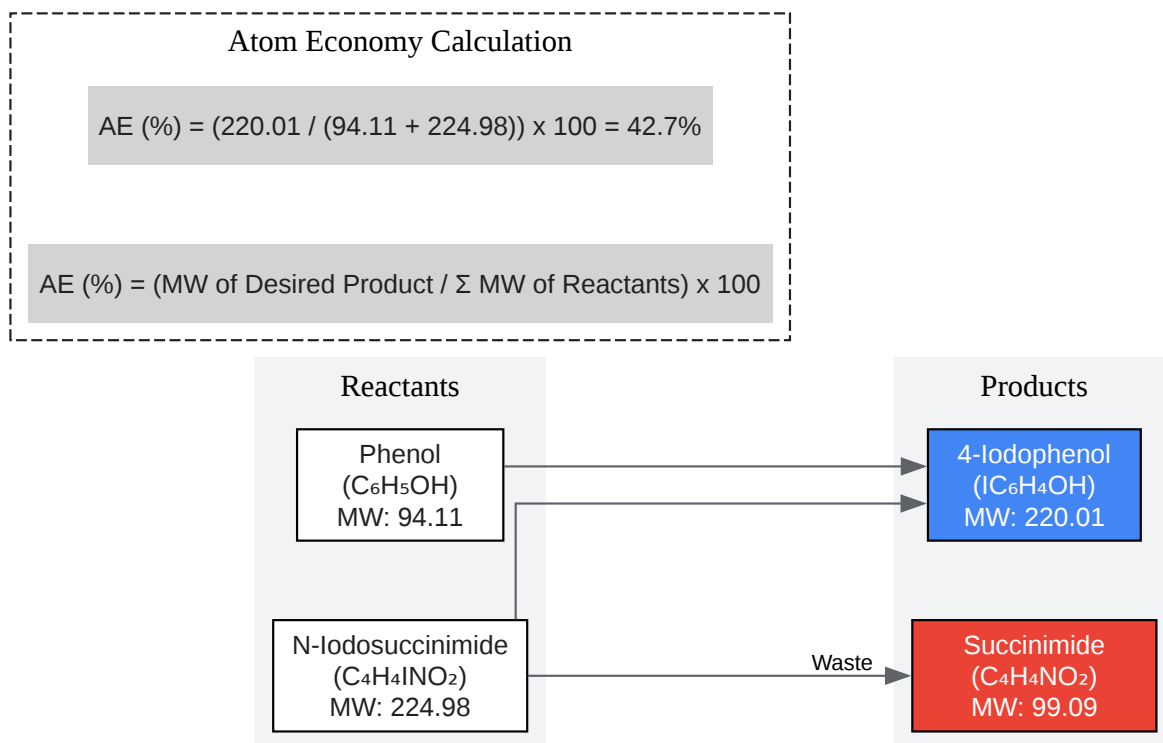 Atom Economy Calculation
AE (%) = (220.01 / (94.11 + 224.98)) x 100 = 42.7%
AE (%) = (MW of Desired Product / Σ MW of Reactants) x 100
Reactants
Phenol
(C₆H₅OH)
MW: 94.11
N-Iodosuccinimide
(C₄H₄INO₂)
MW: 224.98
Waste
Products
4-Iodophenol
(IC₆H₄OH)
MW: 220.01
Succinimide
(C₄H₄NO₂)
MW: 99.09